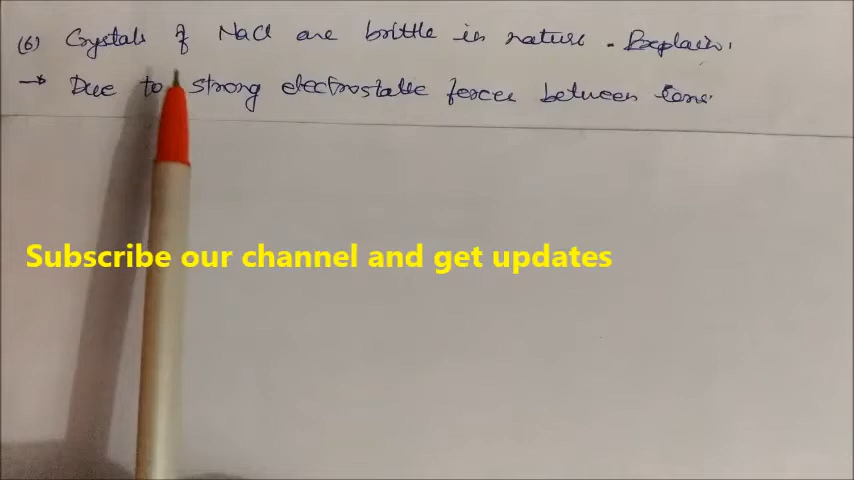 (6) Crystals of NaCl are brittle in nature. Explain.
→ Due to strong electrostatic forces between ions.
Subscribe our channel and get updates